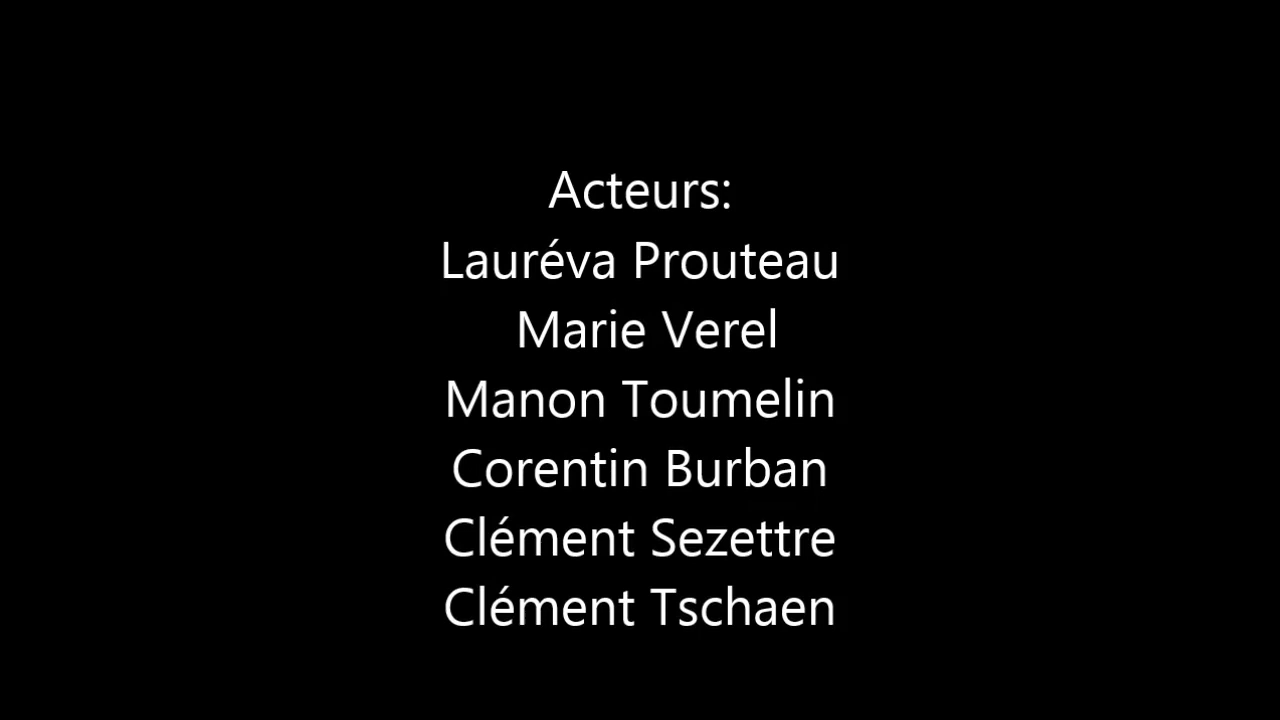 Acteurs:
Lauréva Prouteau
Marie Verel
Manon Toumelin
Corentin Burban
Clément Sezettre
Clément Tschaen